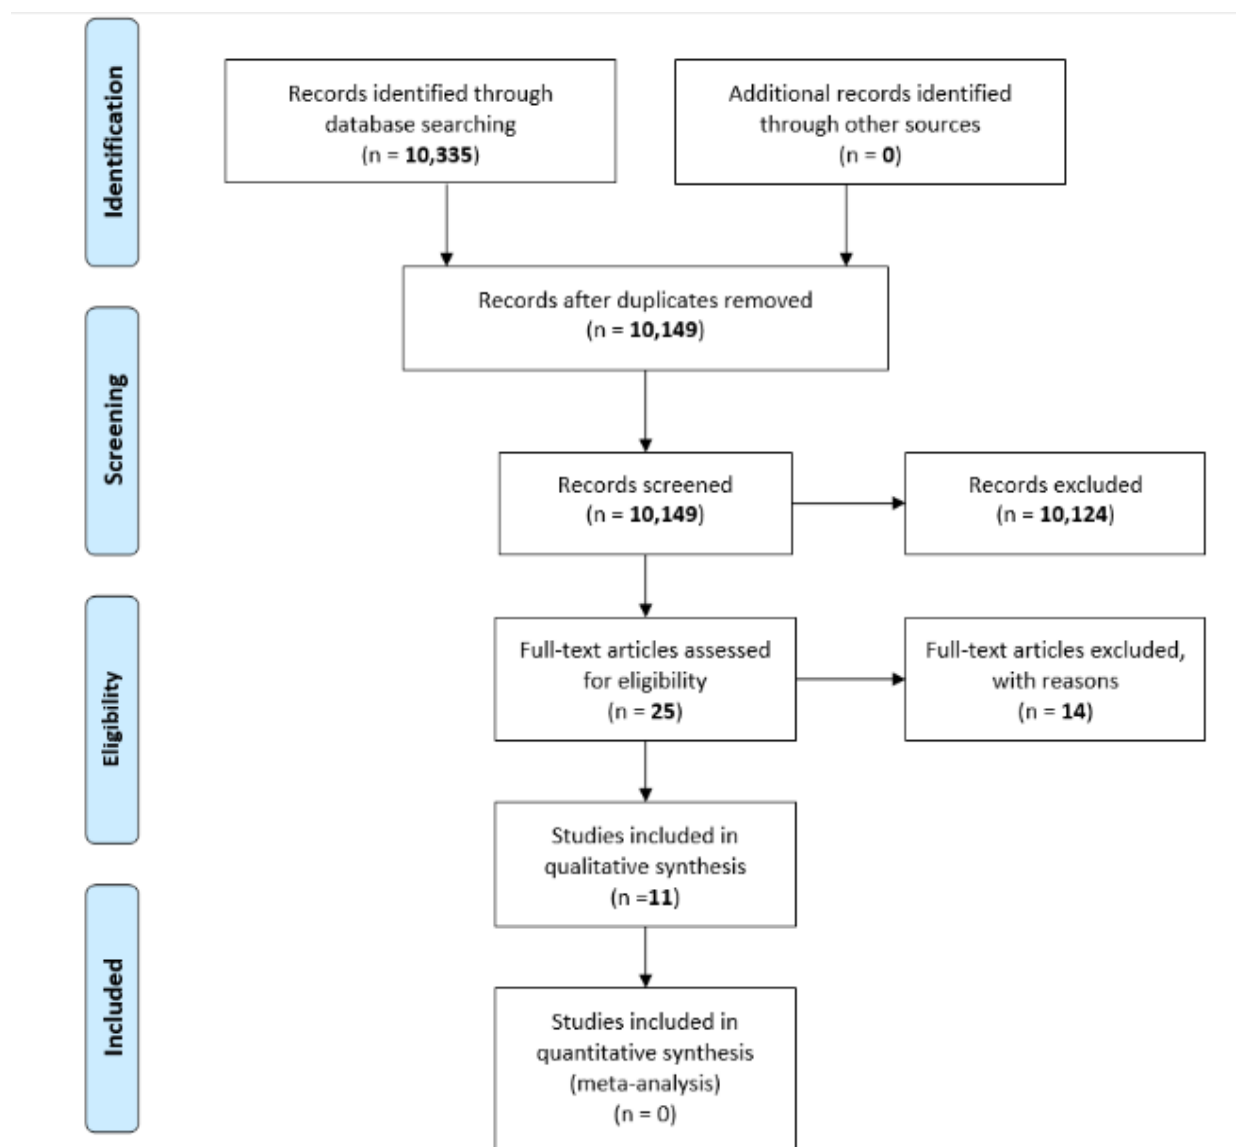 Identification
Records identified through
database searching
(n = 10,335)
Additional records identified
through other sources
(n = 0)
Records after duplicates removed
(n = 10,149)
Screening
Records screened
(n = 10,149)
Records excluded
(n = 10,124)
Eligibility
Full-text articles assessed
for eligibility
(n = 25)
Full-text articles excluded,
with reasons
(n = 14)
Studies included in
qualitative synthesis
(n =11)
Included
Studies included in
quantitative synthesis
(meta-analysis)
(n = 0)